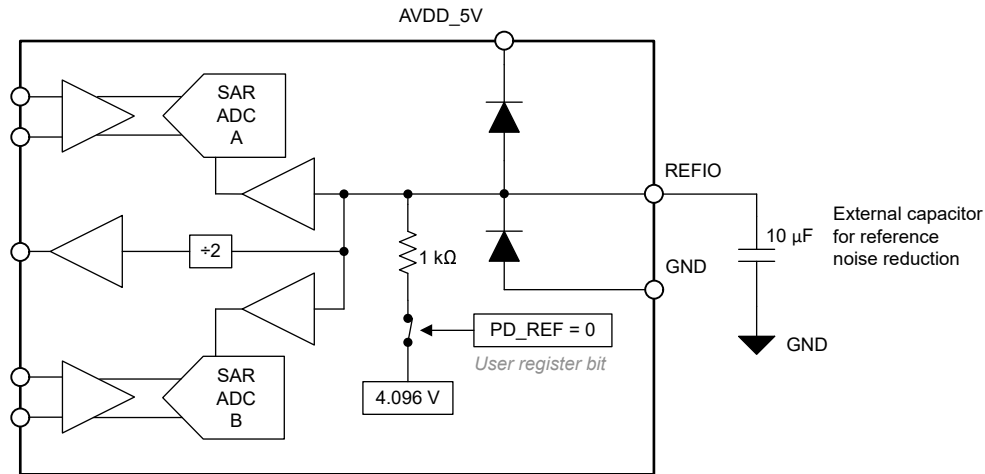 AVDD_5V
SAR
ADC
A
REFIO
÷2
1 kΩ
10 μF
External capacitor
for reference
noise reduction
GND
PD_REF = 0
User register bit
GND
4.096 V
SAR
ADC
B